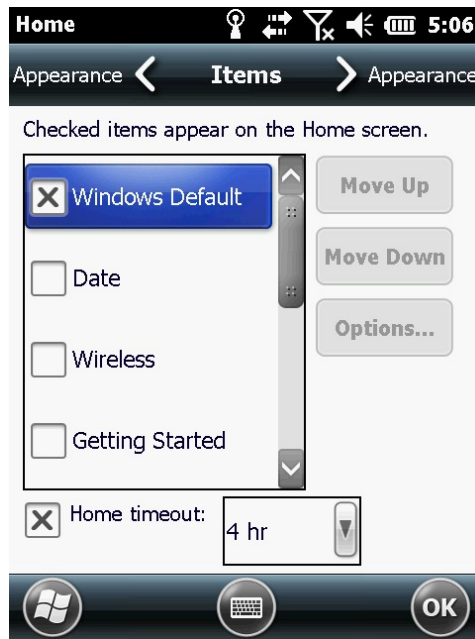 Home 5:06
Appearance Items Appearance
Checked items appear on the Home screen.
Windows Default
Date
Wireless
Getting Started
Move Up
Move Down
Options...
Home timeout: 4 hr
OK